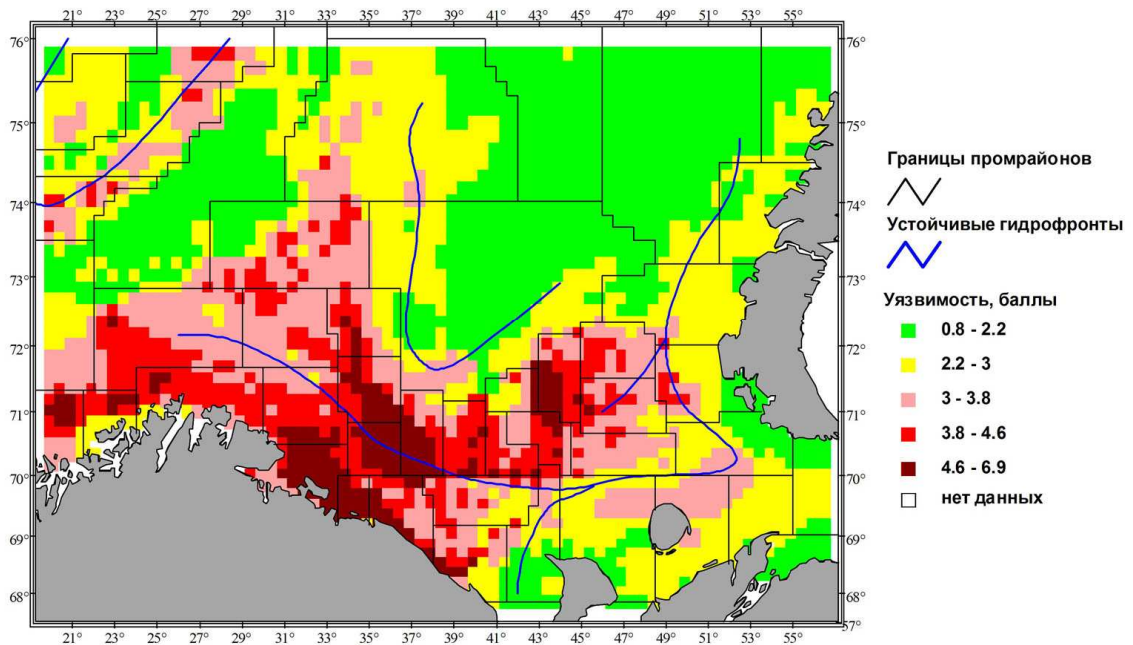 21° 23° 25° 27° 29° 31° 33° 35° 37° 39° 41° 43° 45° 47° 49° 51° 53° 55°
76° 76°
75° 75°
74° 74°
73° 73°
72° 72°
71° 71°
70° 70°
69° 69°
68° 68°
57°
21° 23° 25° 27° 29° 31° 33° 35° 37° 39° 41° 43° 45° 47° 49° 51° 53° 55°
Границы промрайонов
Устойчивые гидрофронты
Уязвимость, баллы
0.8 - 2.2
2.2 - 3
3 - 3.8
3.8 - 4.6
4.6 - 6.9
нет данных